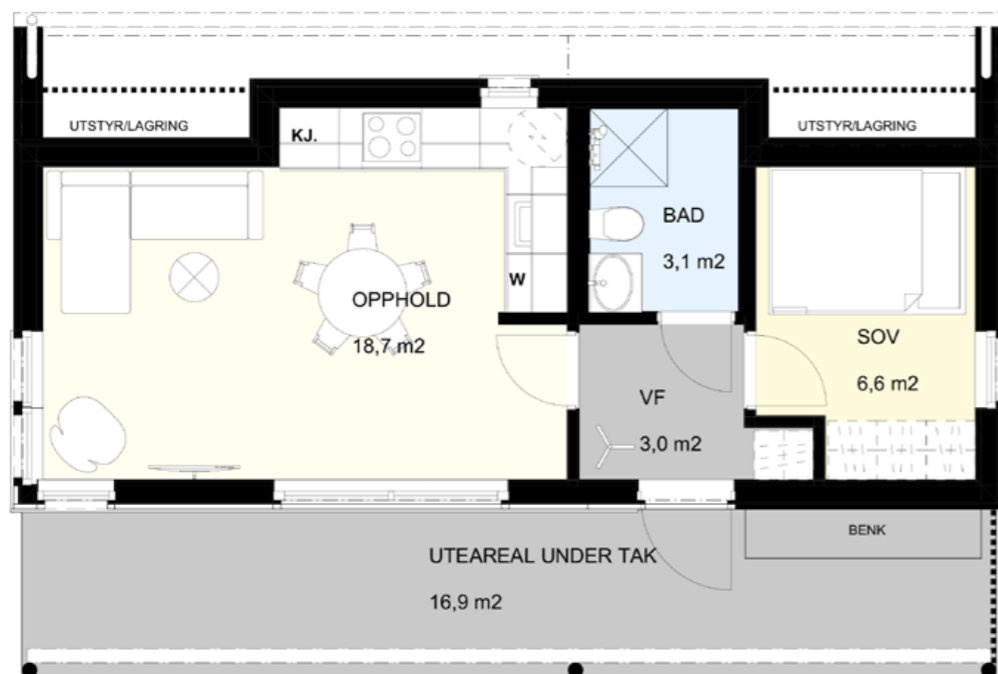 UTSTYR/LAGRING
UTSTYR/LAGRING
KJ.
BAD
3,1 m2
W
OPPHOLD
18,7 m2
SOV
6,6 m2
VF
3,0 m2
BENK
UTEAREAL UNDER TAK
16,9 m2